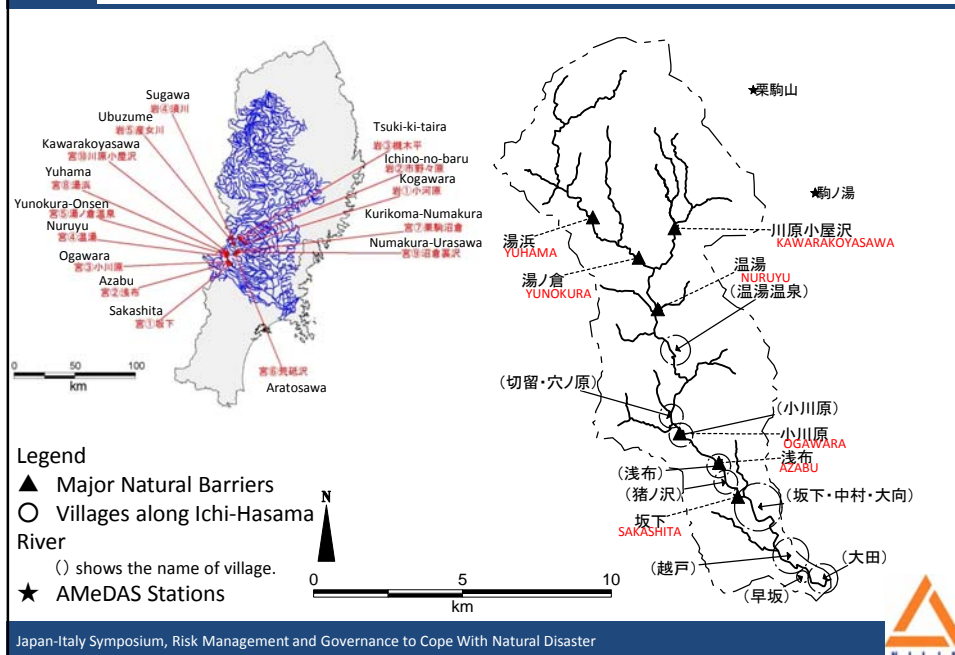 Sugawa
岩④須川
Ubuzume
岩⑤産女川
Kawarakoyasawa
宮⑩川原小屋沢
Yuhama
宮⑧湯浜
Yunokura-Onsen
宮⑤湯ノ倉温泉
Nuruyu
宮④温湯
Ogawara
宮③小川原
Azabu
宮②浅布
Sakashita
宮①坂下
Tsuki-ki-taira
岩③槻木平
Ichino-no-baru
岩②市野々原
Kogawara
岩①小河原
Kurikoma-Numakura
宮⑦栗駒沼倉
Numakura-Urasawa
宮⑨沼倉裏沢
宮⑥荒砥沢
Aratosawa
0 50 100
km
栗駒山
駒ノ湯
湯浜
YUHAMA
川原小屋沢
KAWARAKOYASAWA
湯ノ倉
YUNOKURA
温湯
NURUYU
(温湯温泉)
(切留・穴ノ原)
(小川原)
小川原
OGAWARA
浅布
AZABU
(浅布)
(猪ノ沢)
(坂下・中村・大向)
坂下
SAKASHITA
(越戸)
(大田)
(早坂)
Legend
▲ Major Natural Barriers
○ Villages along Ichi-Hasama
River
() shows the name of village.
★ AMeDAS Stations
N
0 5 10
km
Japan-Italy Symposium, Risk Management and Governance to Cope With Natural Disaster